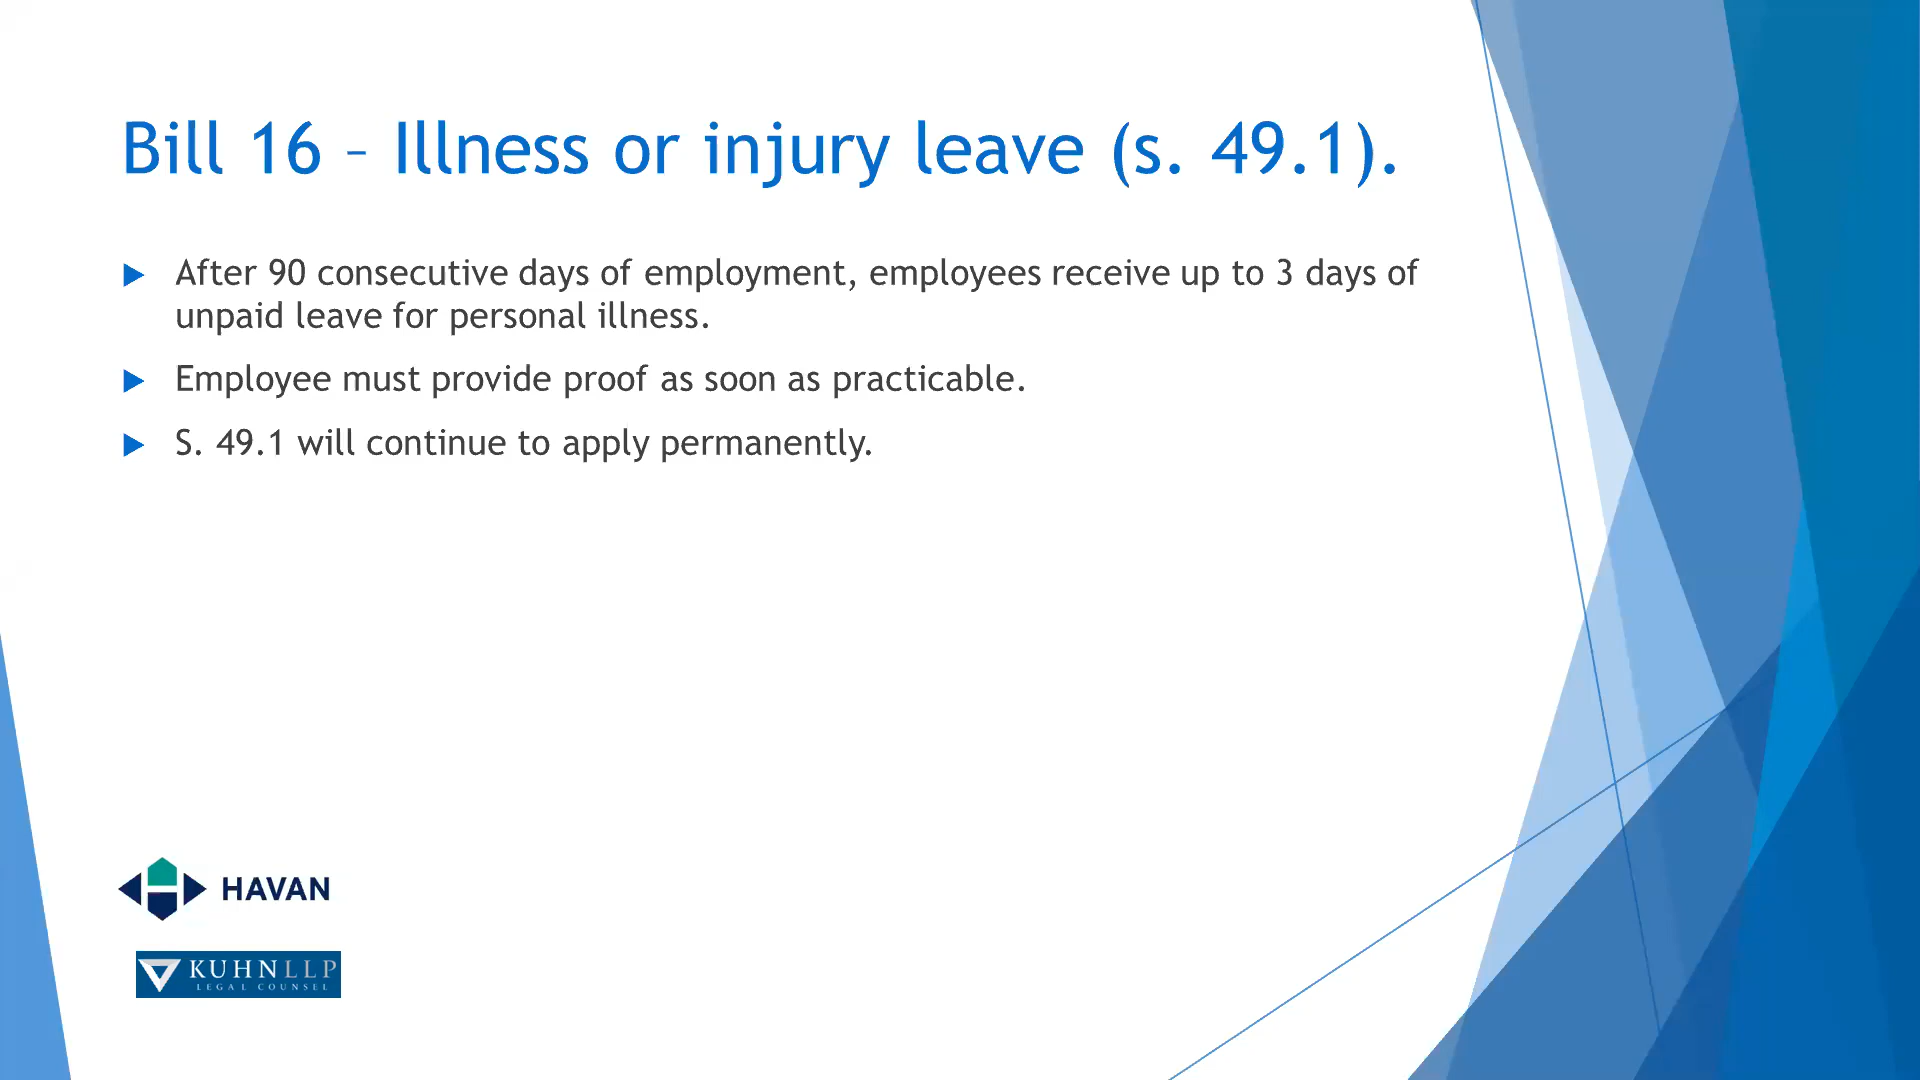 Bill 16 – Illness or injury leave (s. 49.1).
After 90 consecutive days of employment, employees receive up to 3 days of
unpaid leave for personal illness.
Employee must provide proof as soon as practicable.
S. 49.1 will continue to apply permanently.
HAVAN
KUHN LLP
LEGAL COUNSEL